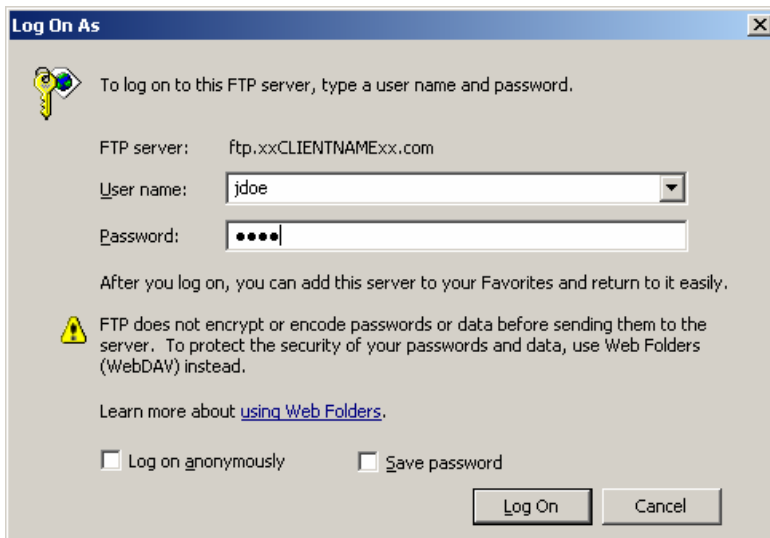 Log On As
To log on to this FTP server, type a user name and password.
FTP server: ftp.xxCLIENTNAMExx.com
User name: jdoe
Password: ●●●●
After you log on, you can add this server to your Favorites and return to it easily.
FTP does not encrypt or encode passwords or data before sending them to the
server. To protect the security of your passwords and data, use Web Folders
(WebDAV) instead.
Learn more about using Web Folders.
Log on anonymously Save password
Log On Cancel